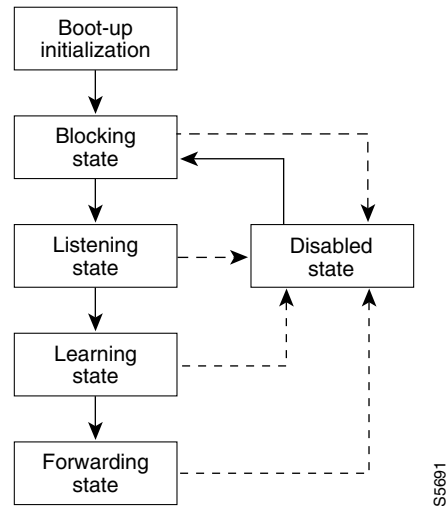 Boot-up
initialization
Blocking
state
Listening
state
Disabled
state
Learning
state
Forwarding
state
S5691